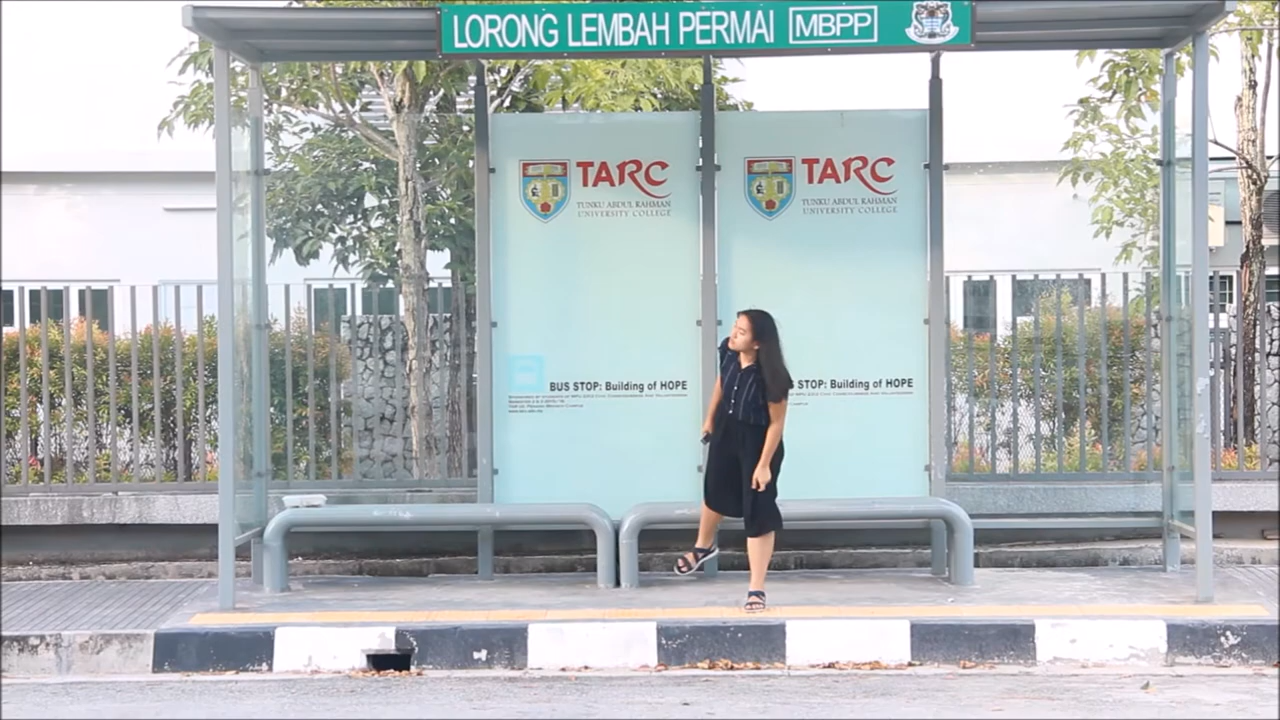 LORONG LEMBAH PERMAI MBPP
TARC
TUNKU ABDUL RAHMAN
UNIVERSITY COLLEGE
BUS STOP: Building of HOPE
TARC
TUNKU ABDUL RAHMAN
UNIVERSITY COLLEGE
STOP: Building of HOPE